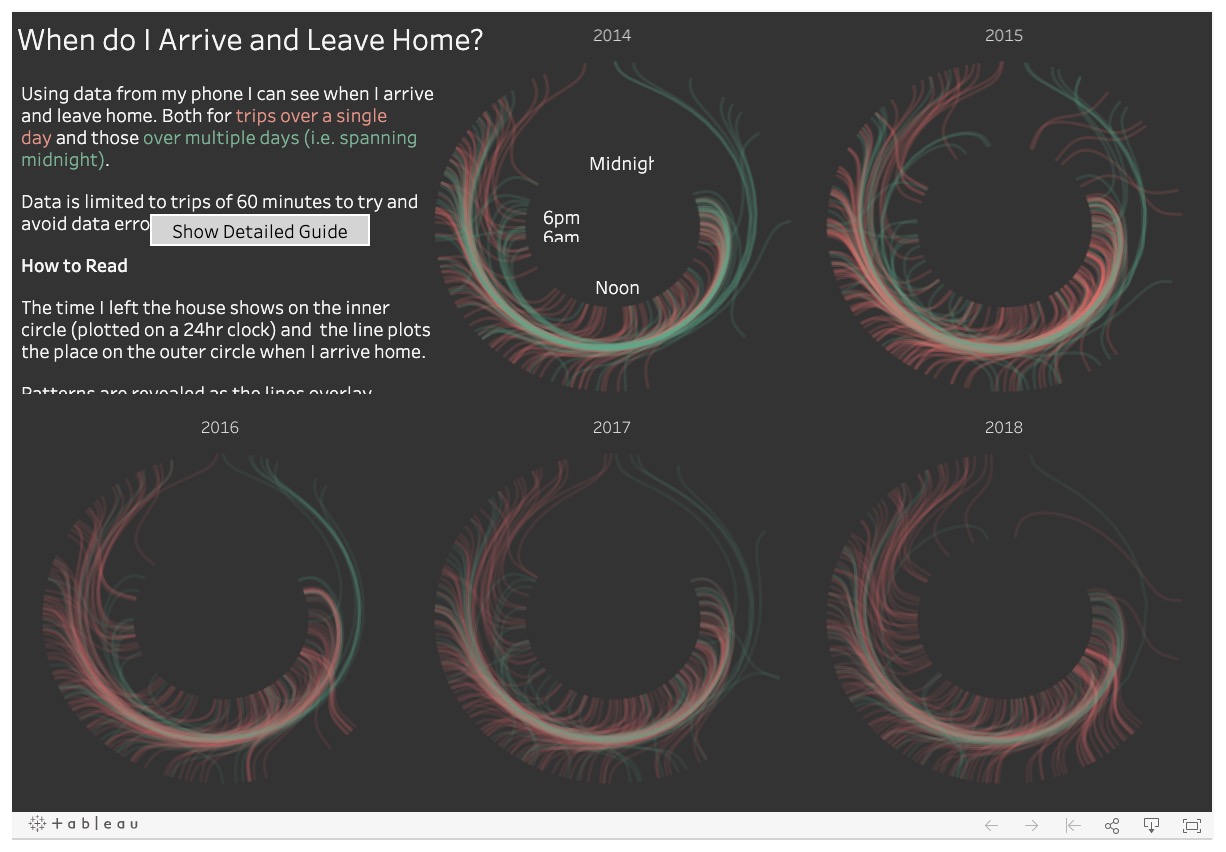 When do I Arrive and Leave Home?
Using data from my phone I can see when I arrive
and leave home. Both for trips over a single
day and those over multiple days (i.e. spanning
midnight).
Data is limited to trips of 60 minutes to try and
avoid data erro
Show Detailed Guide
How to Read
The time I left the house shows on the inner
circle (plotted on a 24hr clock) and the line plots
the place on the outer circle when I arrive home.
Patterns are revealed as the lines overlay
2014
Midnigh
6pm
6am
Noon
2015
2016
2017
2018
+ a b | e a u